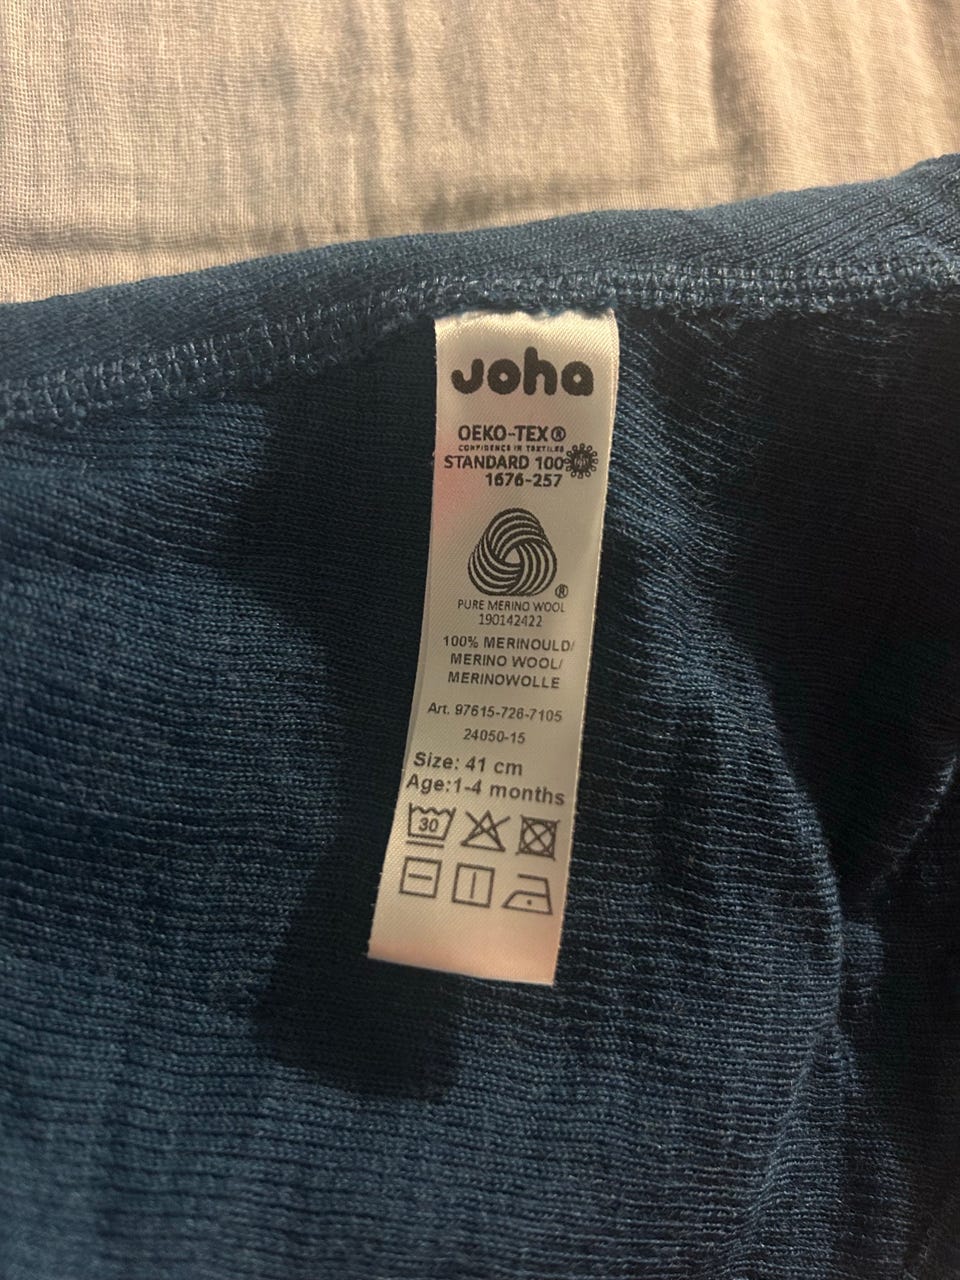 Joha
OEKO-TEX®
CONFIDENCE IN TEXTILES
STANDARD 100
1676-257
®
PURE MERINO WOOL
190142422
100% MERINOULD/
MERINO WOOL/
MERINOWOLLE
Art. 97615-726-7105
24050-15
Size: 41 cm
Age:1-4 months
30